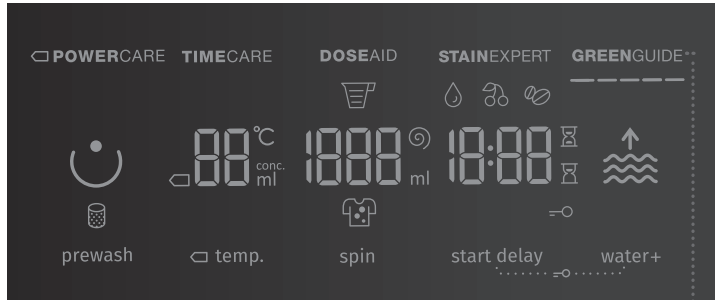 POWERCARE TIMECARE DOSEAID STAINEXPERT GREENGUIDE
88 °C 1888 18:88
conc.
ml ml
prewash temp. spin start delay water+